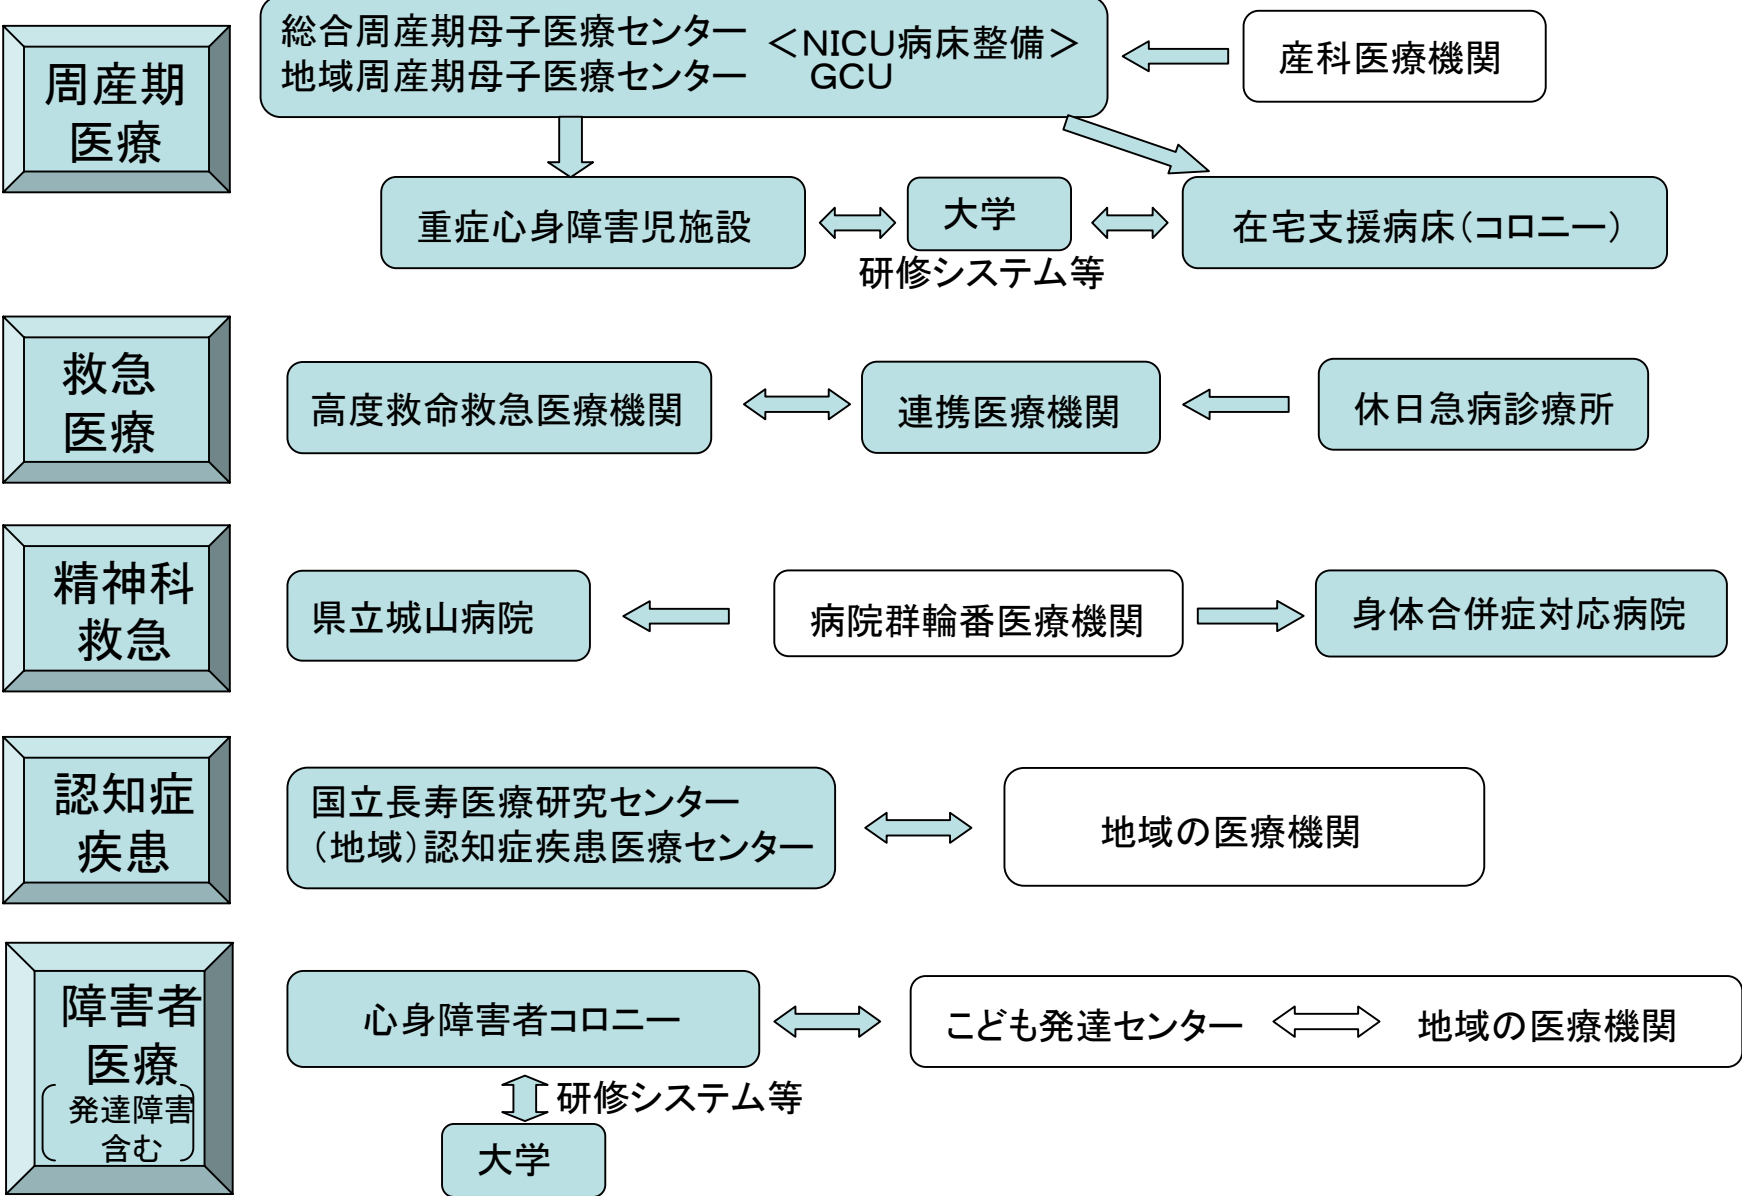 周産期
医療
総合周産期母子医療センター
地域周産期母子医療センター
<NICU病床整備>
GCU
産科医療機関
重症心身障害児施設
大学
研修システム等
在宅支援病床(コロニー)
救急
医療
高度救命救急医療機関
連携医療機関
休日急病診療所
精神科
救急
県立城山病院
病院群輪番医療機関
身体合併症対応病院
認知症
疾患
国立長寿医療研究センター
(地域)認知症疾患医療センター
地域の医療機関
障害者
医療
発達障害
含む
心身障害者コロニー
こども発達センター
地域の医療機関
研修システム等
大学